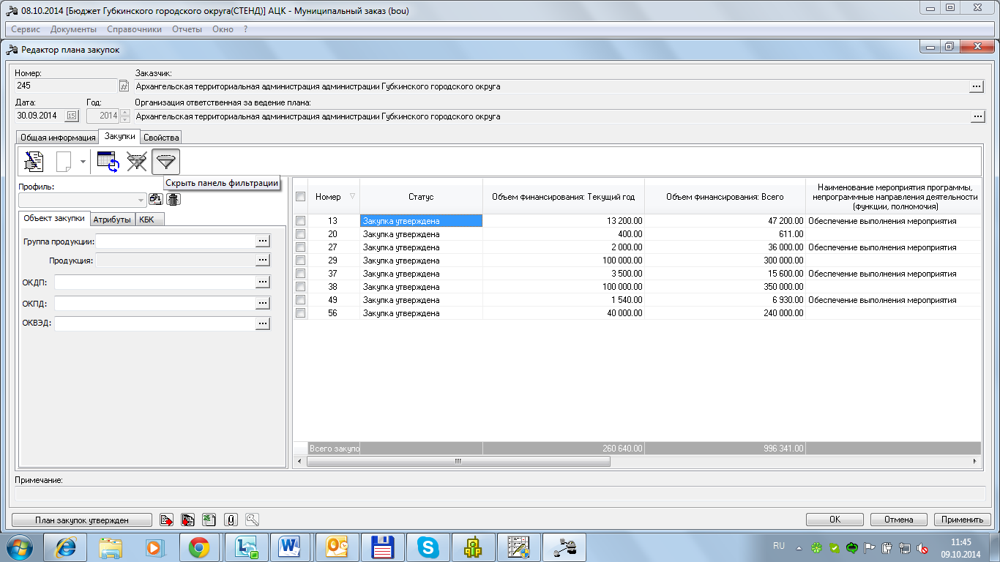 08.10.2014 [Бюджет Губкинского городского округа(СТЕНД)] АЦК - Муниципальный заказ (bou)
Сервис Документы Справочники Отчеты Окно ?
Редактор плана закупок
Номер: Заказчик:
245 # Архангельская территориальная администрация администрации Губкинского городского округа ...
Дата: Год: Организация ответственная за ведение плана:
30.09.2014 15 2014 Архангельская территориальная администрация администрации Губкинского городского округа ...
Общая информация Закупки Свойства
Скрыть панель фильтрации
Профиль:
Объект закупки Атрибуты КБК
Группа продукции: ...
Продукция: ...
ОКДП: ...
ОКПД: ...
ОКВЭД: ...
Номер Статус Объем финансирования: Текущий год Объем финансирования: Всего Наименование мероприятия программы,
непрограммные направления деятельности
(функции, полномочия)
13 Закупка утверждена 13 200.00 47 200.00 Обеспечение выполнения мероприятия
20 Закупка утверждена 400.00 611.00
27 Закупка утверждена 2 000.00 36 000.00 Обеспечение выполнения мероприятия
29 Закупка утверждена 100 000.00 300 000.00
37 Закупка утверждена 3 500.00 15 600.00 Обеспечение выполнения мероприятия
38 Закупка утверждена 100 000.00 350 000.00
49 Закупка утверждена 1 540.00 6 930.00 Обеспечение выполнения мероприятия
56 Закупка утверждена 40 000.00 240 000.00
Всего закупо 260 640.00 996 341.00
Примечание:
План закупок утвержден OK Отмена Применить
RU 11:45
09.10.2014